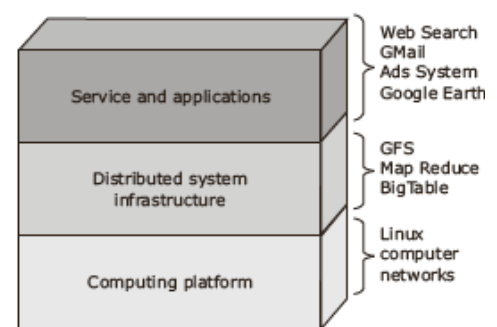 Service and applications
Web Search
GMail
Ads System
Google Earth
Distributed system
infrastructure
GFS
Map Reduce
BigTable
Computing platform
Linux
computer
networks